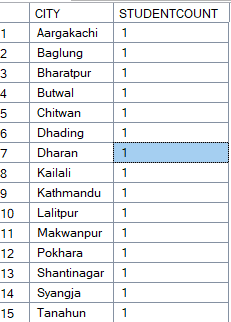 CITY STUDENTCOUNT
1 Aargakachi 1
2 Baglung 1
3 Bharatpur 1
4 Butwal 1
5 Chitwan 1
6 Dhading 1
7 Dharan 1
8 Kailali 1
9 Kathmandu 1
10 Lalitpur 1
11 Makwanpur 1
12 Pokhara 1
13 Shantinagar 1
14 Syangja 1
15 Tanahun 1